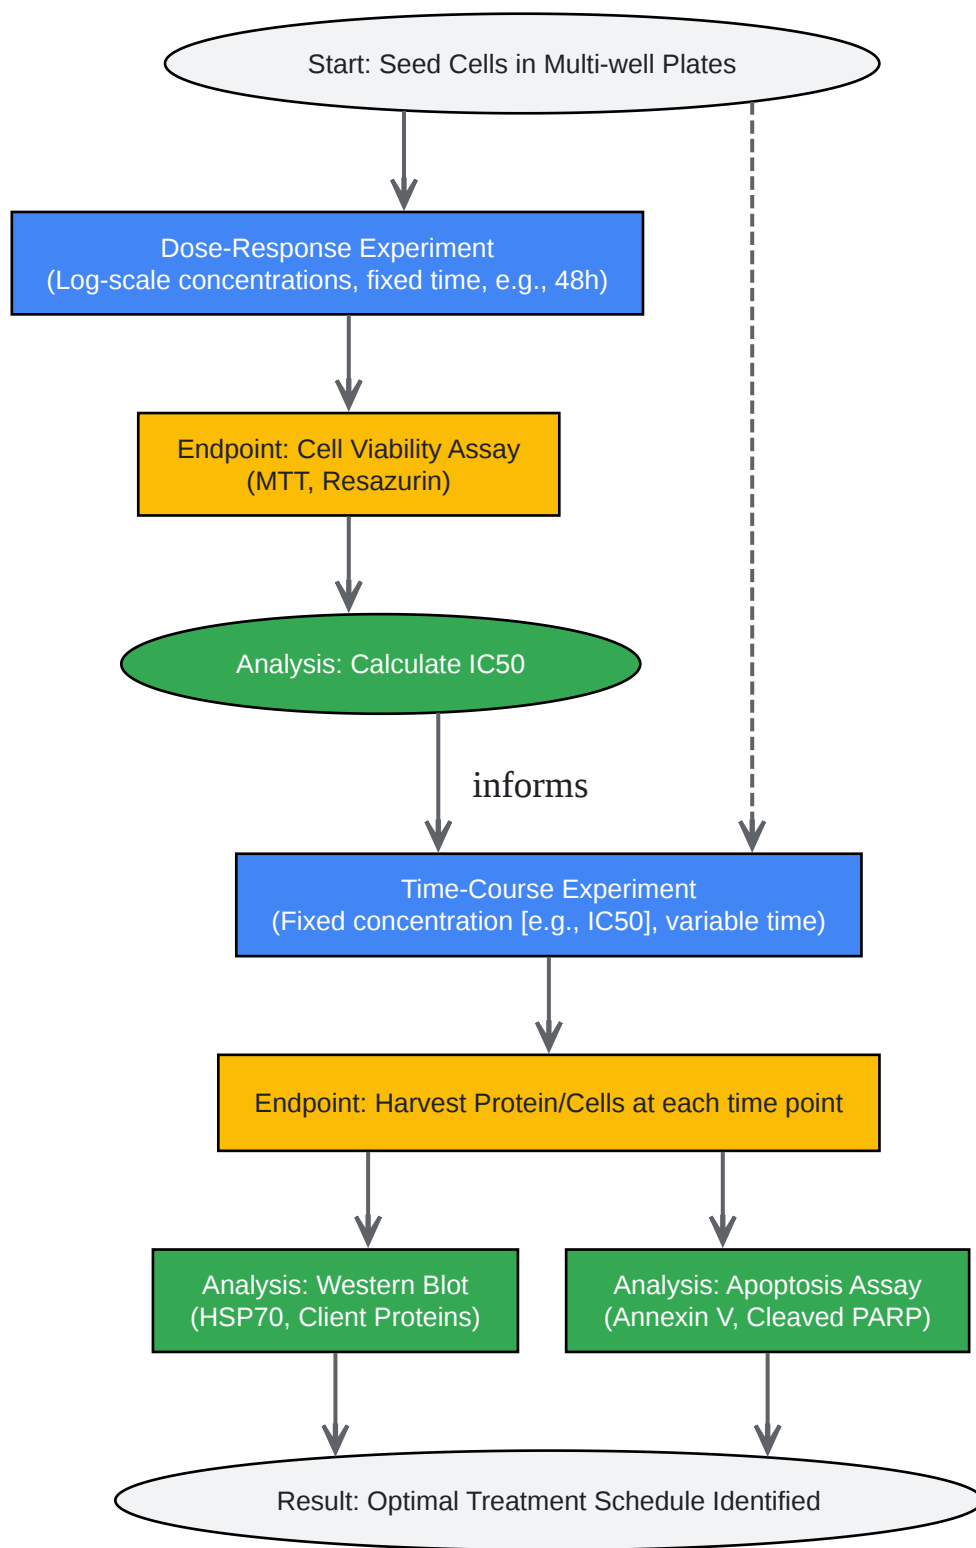 Start: Seed Cells in Multi-well Plates
Dose-Response Experiment
(Log-scale concentrations, fixed time, e.g., 48h)
Endpoint: Cell Viability Assay
(MTT, Resazurin)
Analysis: Calculate IC50
informs
Time-Course Experiment
(Fixed concentration [e.g., IC50], variable time)
Endpoint: Harvest Protein/Cells at each time point
Analysis: Western Blot
(HSP70, Client Proteins)
Analysis: Apoptosis Assay
(Annexin V, Cleaved PARP)
Result: Optimal Treatment Schedule Identified